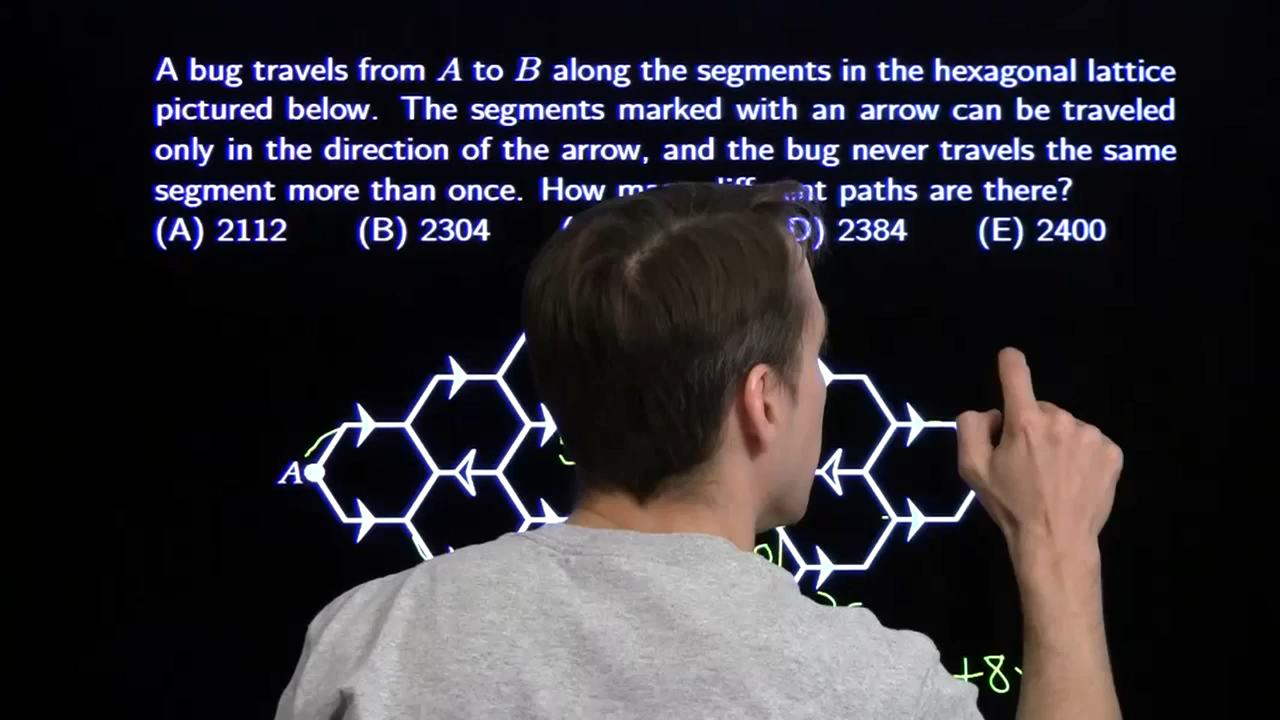 A bug travels from A to B along the segments in the hexagonal lattice
pictured below. The segments marked with an arrow can be traveled
only in the direction of the arrow, and the bug never travels the same
segment more than once. How paths are there?
(A) 2112 (B) 2304 D) 2384 (E) 2400
A
+8